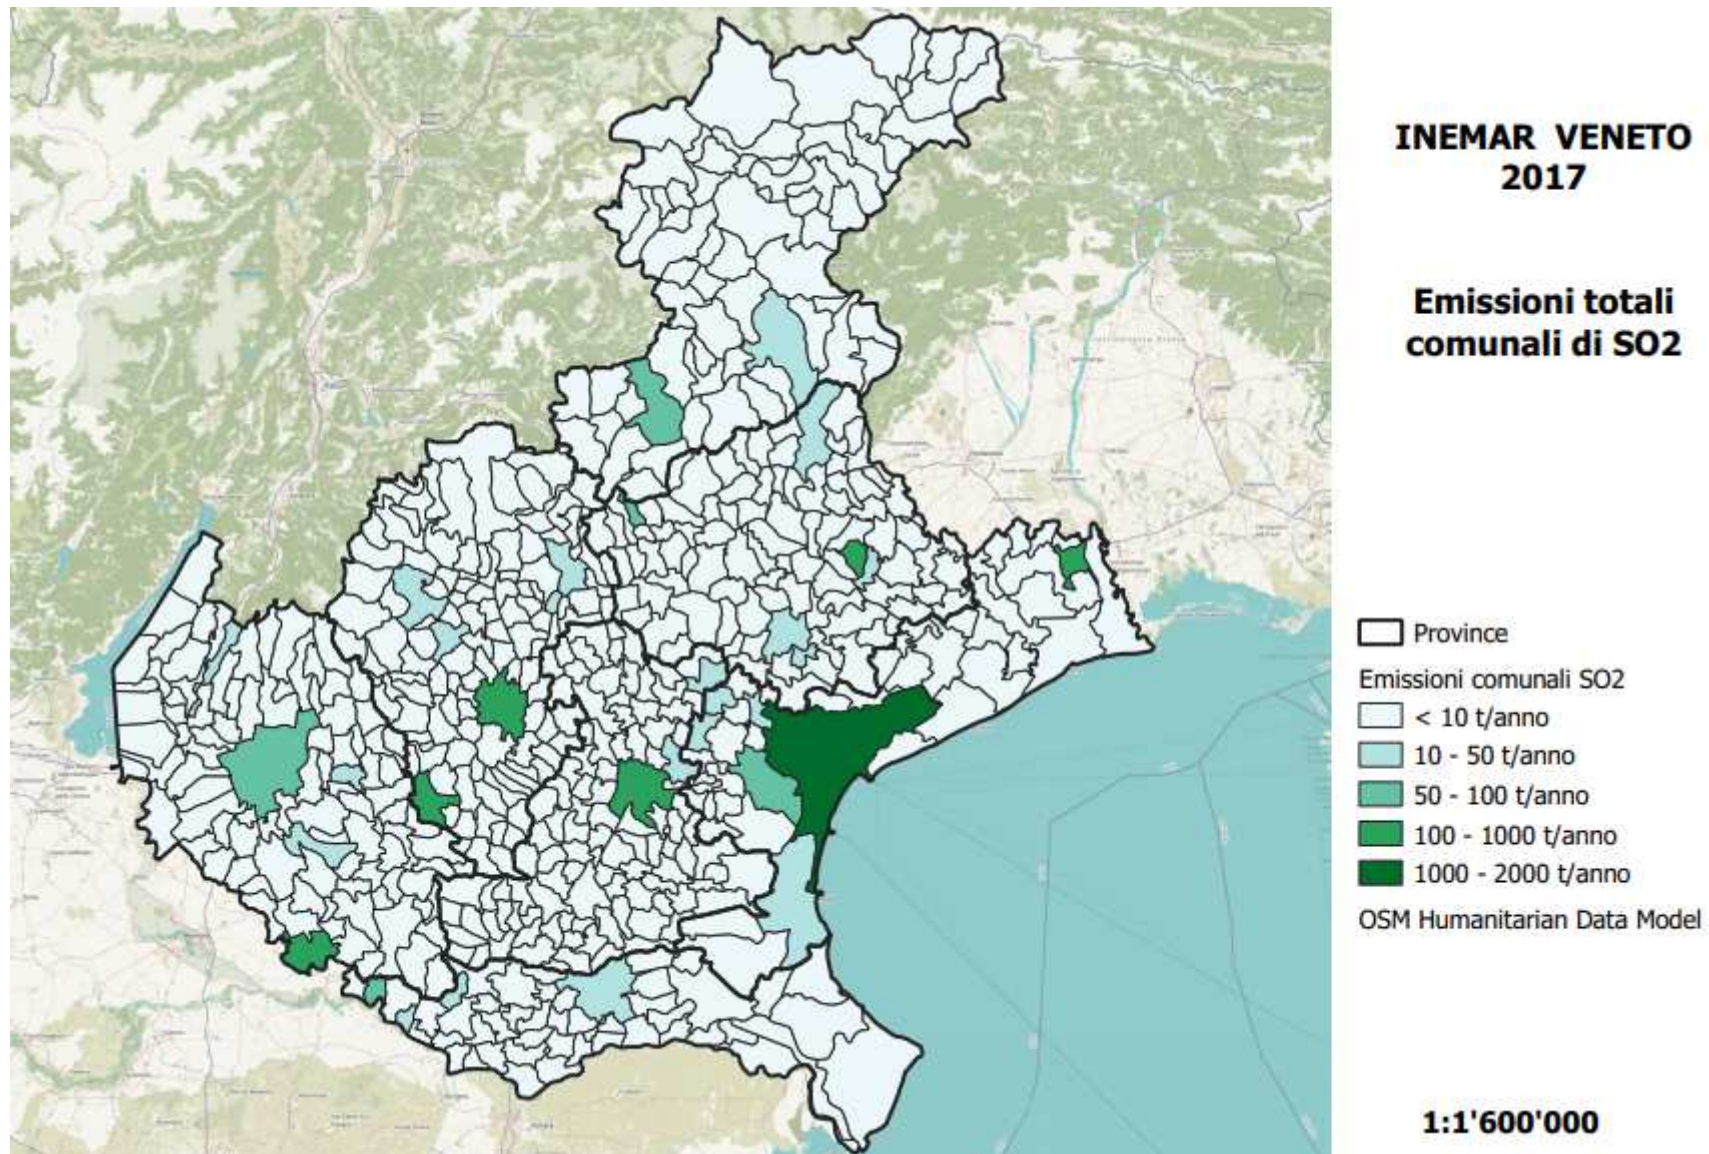 INEMAR VENETO
2017
Emissioni totali
comunali di SO2
Province
Emissioni comunali SO2
< 10 t/anno
10 - 50 t/anno
50 - 100 t/anno
100 - 1000 t/anno
1000 - 2000 t/anno
OSM Humanitarian Data Model
1:1'600'000